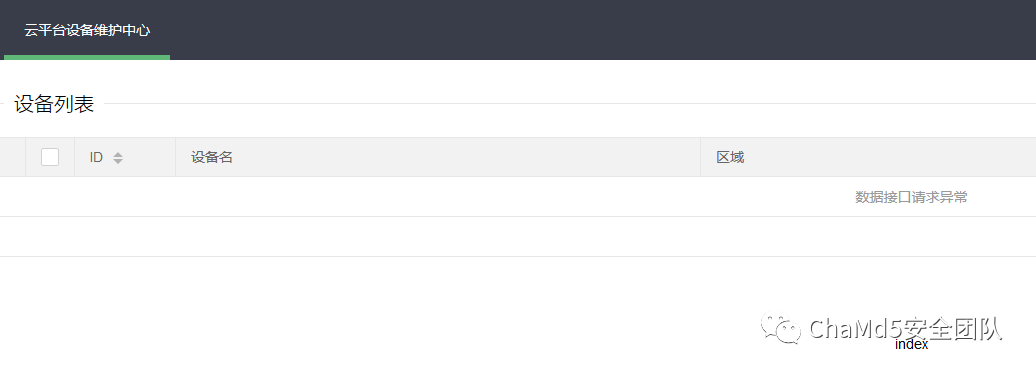 云平台设备维护中心
设备列表
ID 设备名 区域
数据接口请求异常
ChaMd5安全团队
index